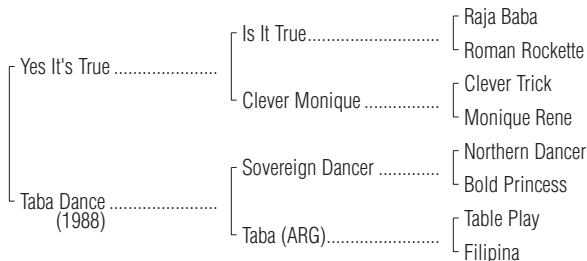 Raja Baba
Is It True
Roman Rockette
Yes It's True
Clever Trick
Clever Monique
Monique Rene
Northern Dancer
Sovereign Dancer
Bold Princess
Taba Dance
(1988)
Table Play
Taba (ARG)
Filipina